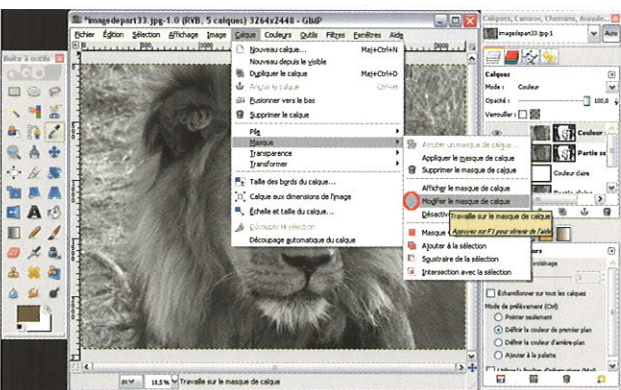 *imagedepart33.jpg-1.0 (RVB, 5 calques) 3264x2448 - GIMP
Fichier Édition Sélection Affichage Image Calque Couleurs Outils Filtres Fenêtres Aide
Boîte à outils
Nouveau calque... Maj+Ctrl+N
Nouveau depuis le visible
Dupliquer le calque Maj+Ctrl+D
Ancrer le calque Ctrl+H
Fusionner vers le bas
Supprimer le calque
Pile
Masque
Transparence
Transformer
Taille des bords du calque...
Calque aux dimensions de l'image
Échelle et taille du calque...
Découper la sélection
Découpage automatique du calque
Ajouter un masque de calque...
Appliquer le masque de calque
Supprimer le masque de calque
Afficher le masque de calque
Modifier le masque de calque
Désactiv
Travaille sur le masque de calque
Appuyez sur F1 pour obtenir de l'aide
Masque
Ajouter à la sélection
Soustraire de la sélection
Intersection avec la sélection
Calques, Canaux, Chemins, Annule...
imagedepart33.jpg-1 Auto
Calques
Mode :
Opacité : 100,0
Verrouiller :
Couleur
Partie
Couleur claire
Échantillonner sur tous les calques
Mode de prélèvement (Ctrl)
Pointer seulement
Définir la couleur de premier plan
Définir la couleur d'arrière-plan
Ajouter à la palette
px 18,5% Travaille sur le masque de calque